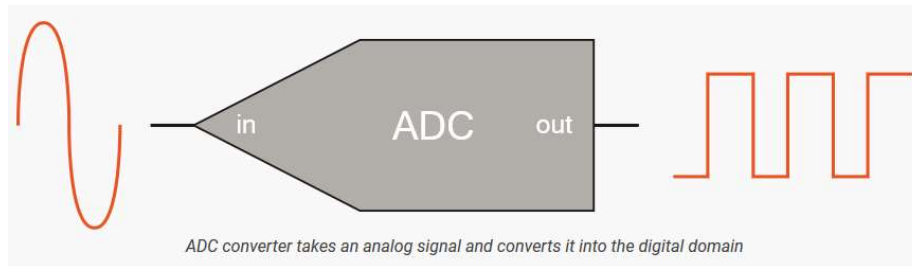 in ADC out
ADC converter takes an analog signal and converts it into the digital domain